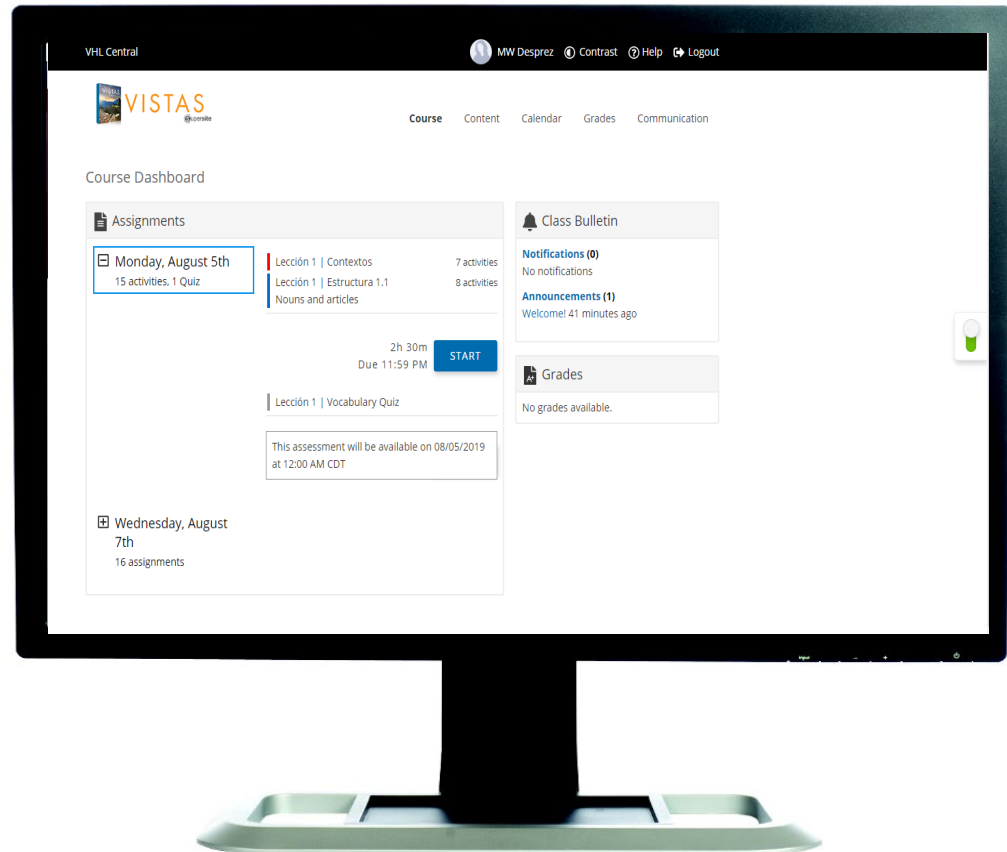 VHL Central
MW Desprez Contrast Help Logout
VISTAS
Supersite
Course Content Calendar Grades Communication
Course Dashboard
Assignments
Monday, August 5th
15 activities, 1 Quiz
Lección 1 | Contextos 7 activities
Lección 1 | Estructura 1.1 8 activities
Nouns and articles
2h 30m
Due 11:59 PM
START
Lección 1 | Vocabulary Quiz
This assessment will be available on 08/05/2019
at 12:00 AM CDT
Wednesday, August
7th
16 assignments
Class Bulletin
Notifications (0)
No notifications
Announcements (1)
Welcome! 41 minutes ago
Grades
No grades available.